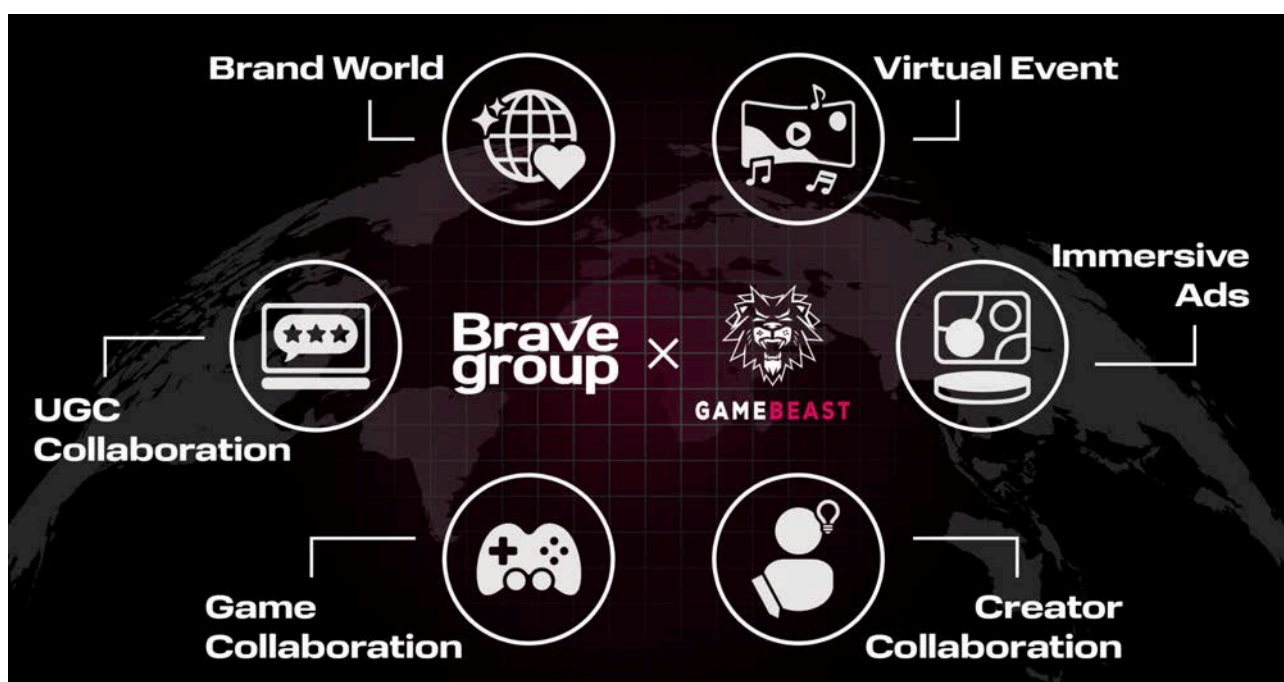 Brand World
Virtual Event
Immersive
Ads
Brave
group
×
GAMEBEAST
UGC
Collaboration
Game
Collaboration
Creator
Collaboration